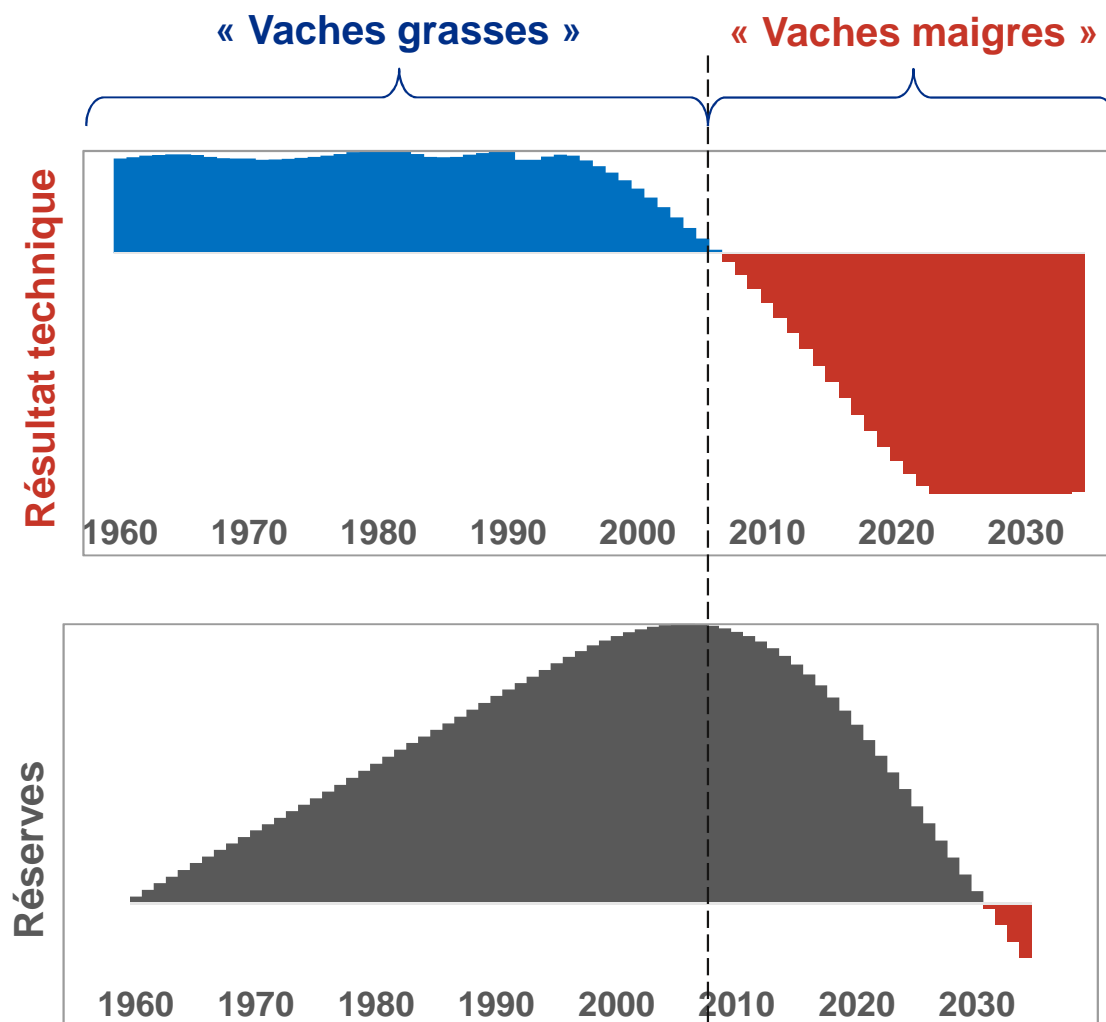 « Vaches grasses »
« Vaches maigres »
Résultat technique
1960 1970 1980 1990 2000 2010 2020 2030
Réserves
1960 1970 1980 1990 2000 2010 2020 2030